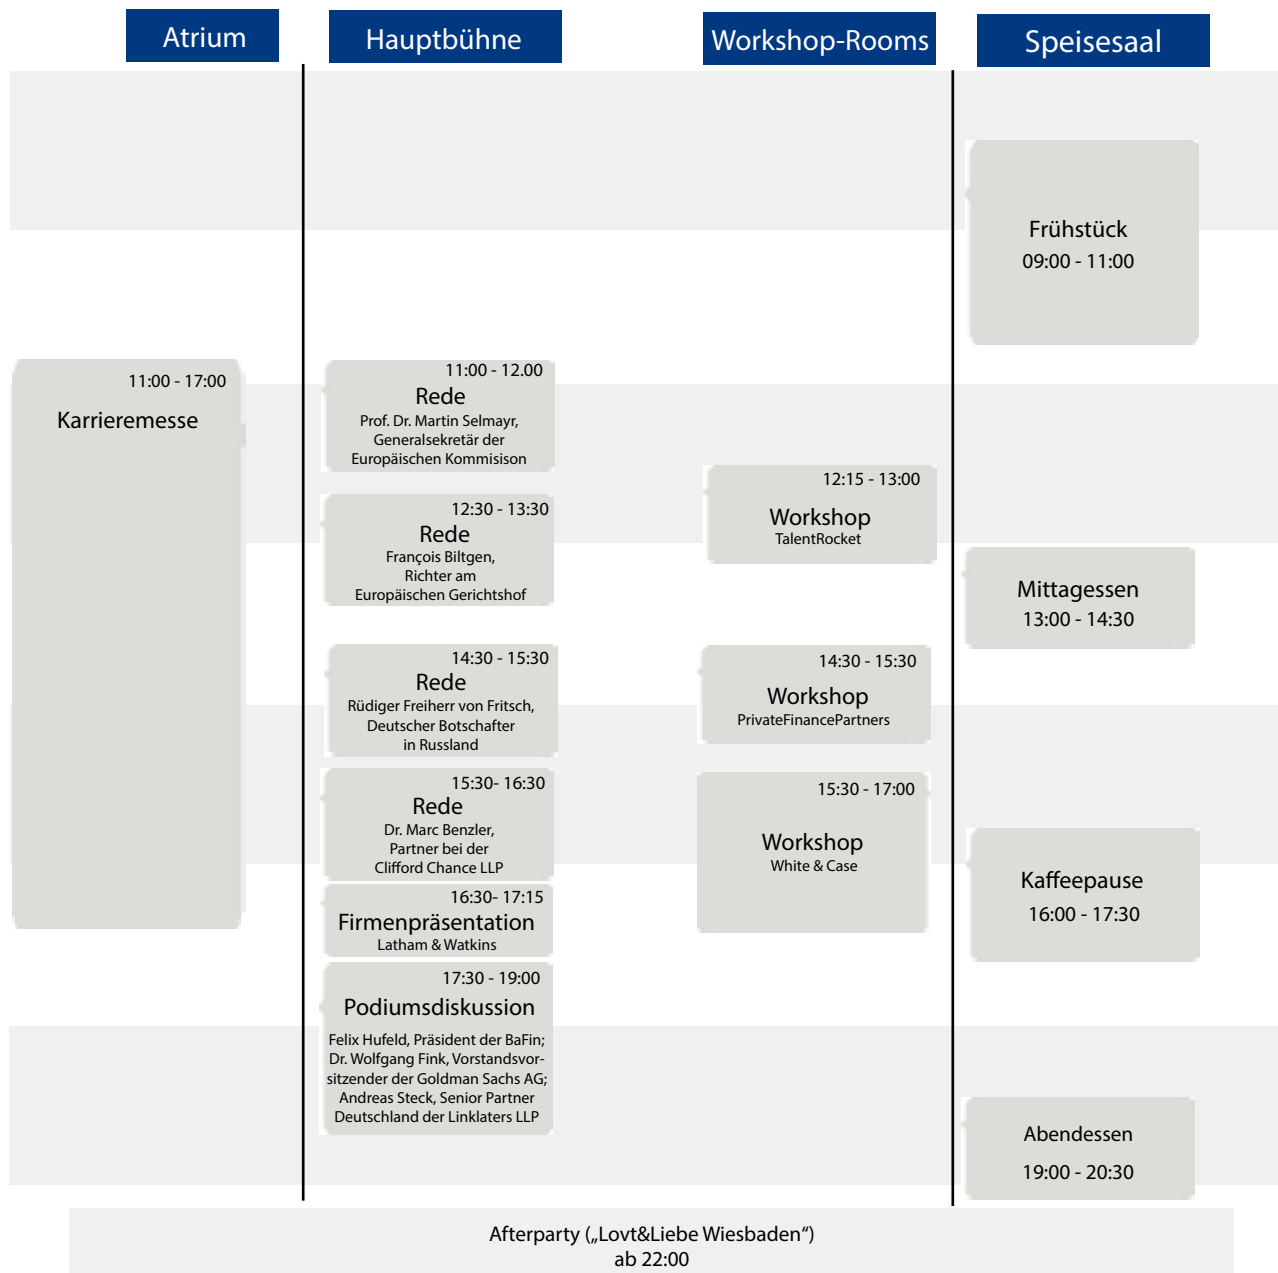 Atrium
Hauptbühne
Workshop-Rooms
Speisesaal
Frühstück
09:00 - 11:00
11:00 - 17:00
Karrieremesse
11:00 - 12.00
Rede
Prof. Dr. Martin Selmayr,
Generalsekretär der
Europäischen Kommisison
12:30 - 13:30
Rede
François Biltgen,
Richter am
Europäischen Gerichtshof
12:15 - 13:00
Workshop
TalentRocket
Mittagessen
13:00 - 14:30
14:30 - 15:30
Rede
Rüdiger Freiherr von Fritsch,
Deutscher Botschafter
in Russland
14:30 - 15:30
Workshop
PrivateFinancePartners
15:30- 16:30
Rede
Dr. Marc Benzler,
Partner bei der
Clifford Chance LLP
15:30 - 17:00
Workshop
White & Case
Kaffeepause
16:00 - 17:30
16:30- 17:15
Firmenpräsentation
Latham & Watkins
17:30 - 19:00
Podiumsdiskussion
Felix Hufeld, Präsident der BaFin;
Dr. Wolfgang Fink, Vorstandsvor-
sitzender der Goldman Sachs AG;
Andreas Steck, Senior Partner
Deutschland der Linklaters LLP
Abendessen
19:00 - 20:30
Afterparty („Lovt&Liebe Wiesbaden“)
ab 22:00